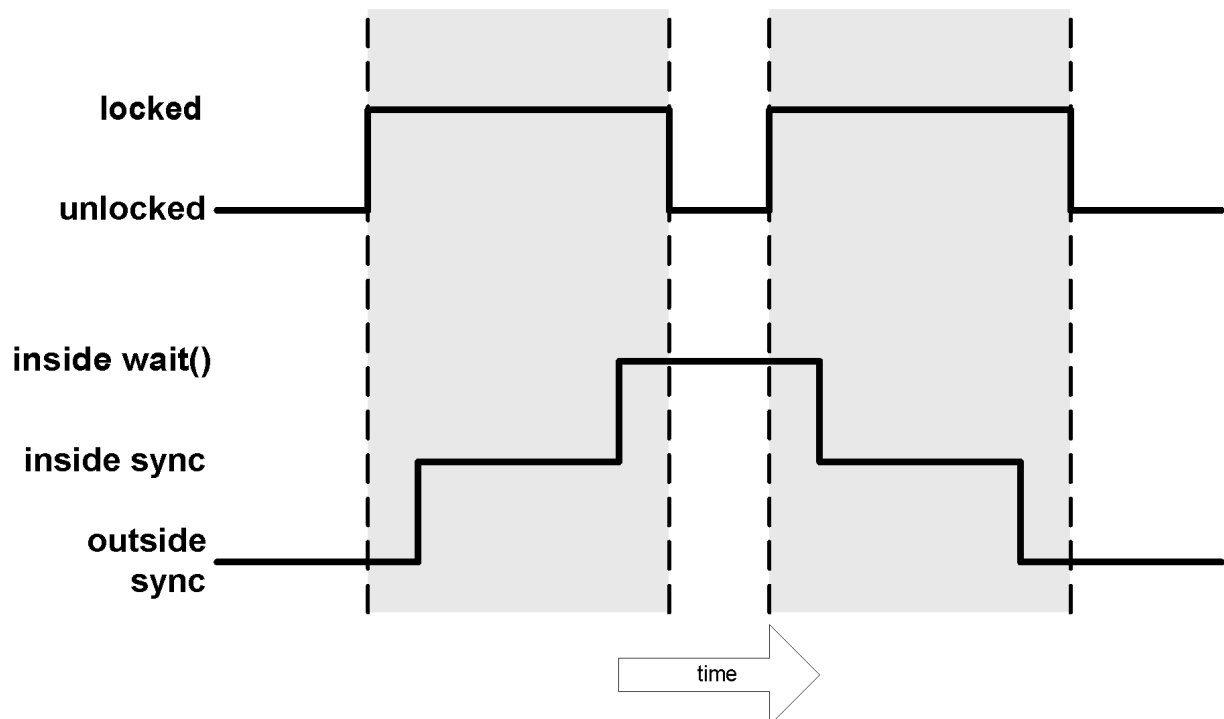 locked
unlocked
inside wait()
inside sync
outside
sync
time